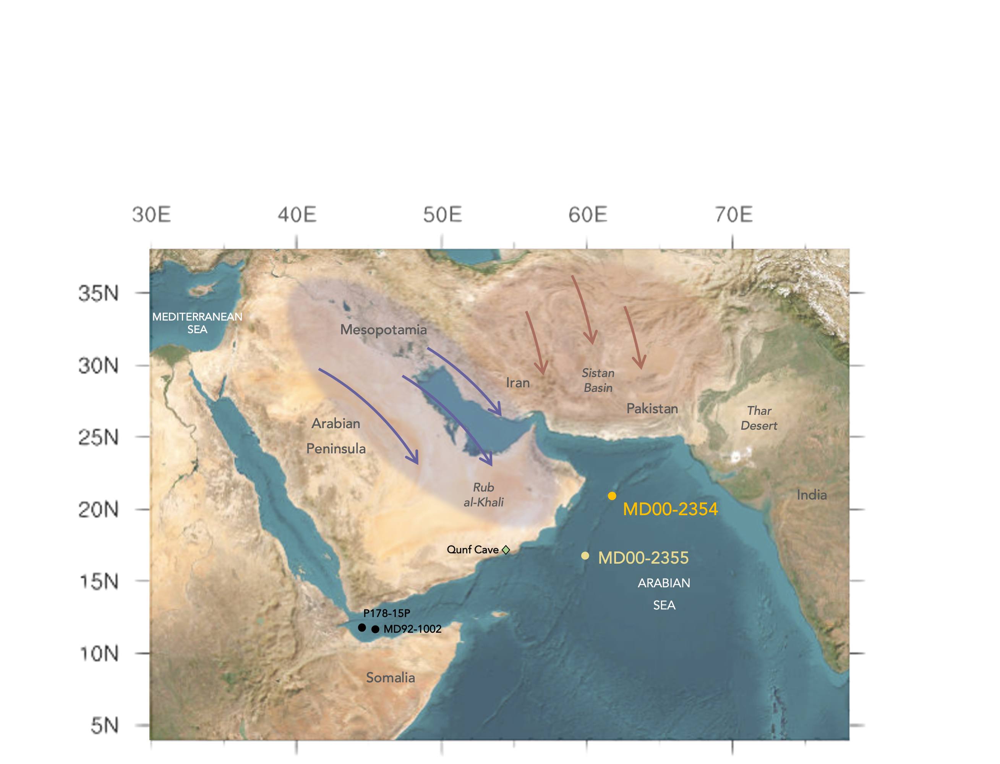 30E 40E 50E 60E 70E
35N
MEDITERRANEAN
SEA
Mesopotamia
30N
Sistan
Basin
Iran
Pakistan
Thar
Desert
Arabian
Peninsula
25N
Rub
al-Khali
India
20N
MD00-2354
Qunf Cave
MD00-2355
15N
ARABIAN
SEA
P178-15P
MD92-1002
10N
Somalia
5N